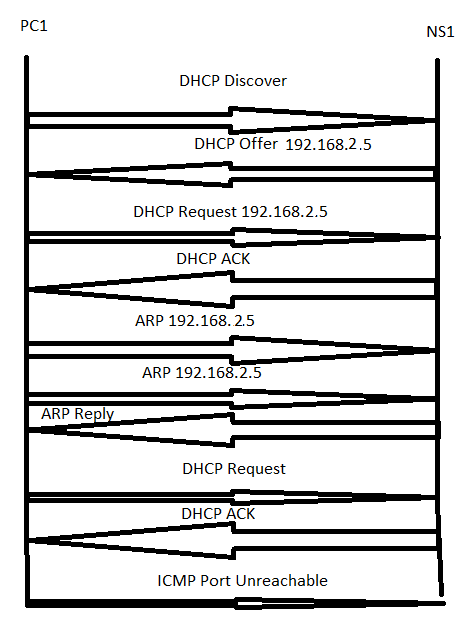 PC1
NS1
DHCP Discover
DHCP Offer 192.168.2.5
DHCP Request 192.168.2.5
DHCP ACK
ARP 192.168.2.5
ARP 192.168.2.5
ARP Reply
DHCP Request
DHCP ACK
ICMP Port Unreachable